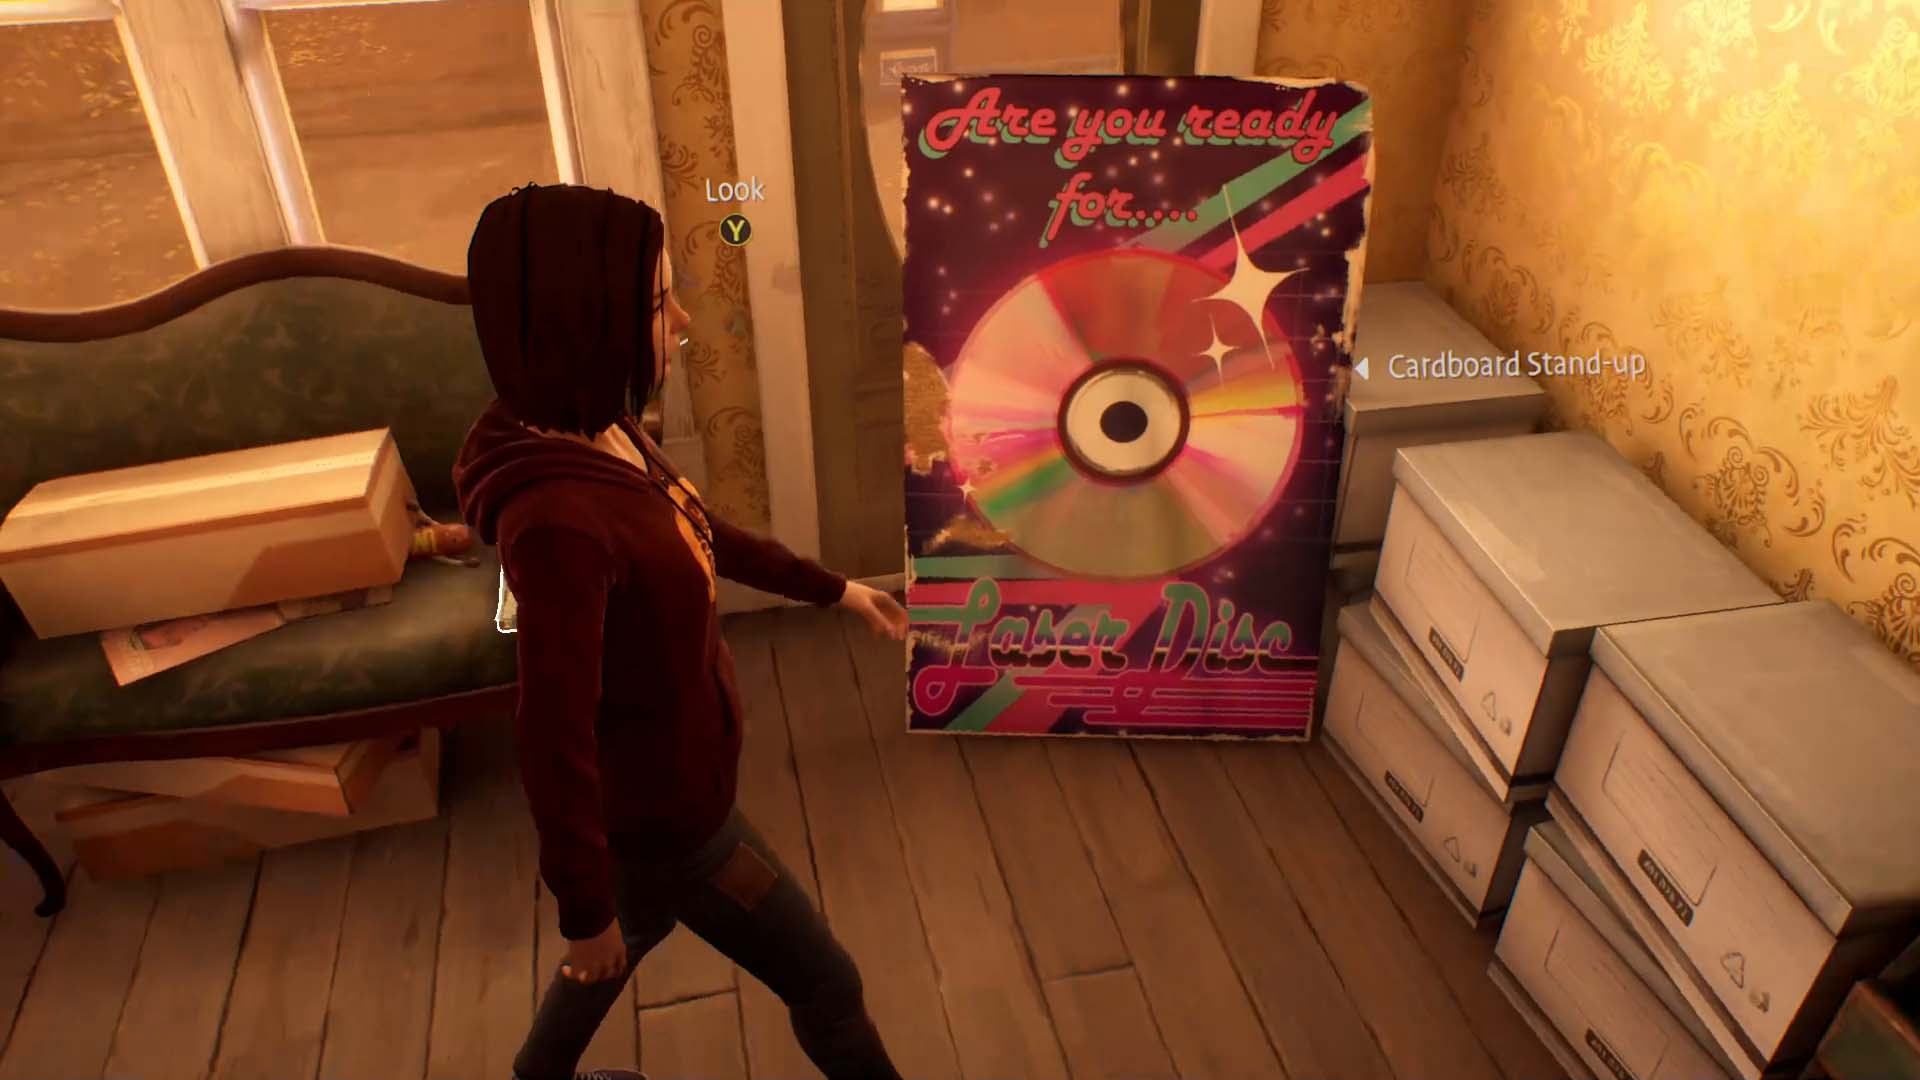 Are you ready
for....
Look
Y
Cardboard Stand-up
Laser Disc